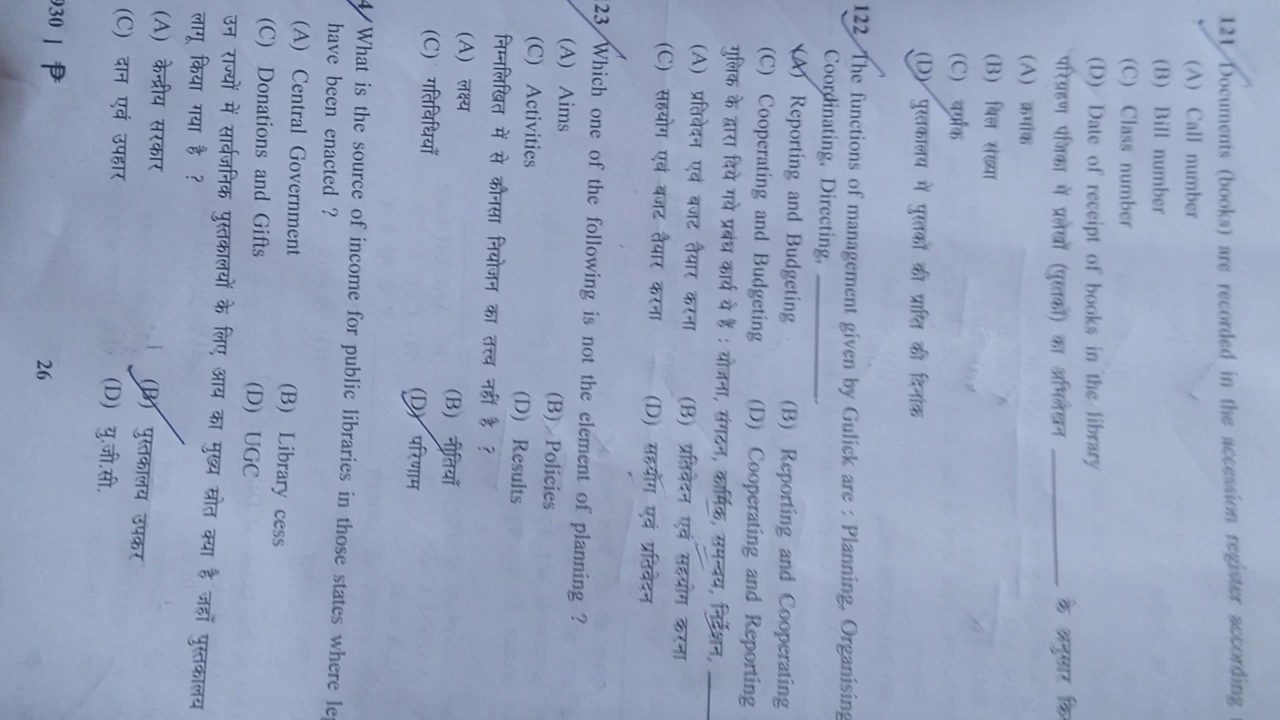 121. Documents (books) are recorded in the accession register according
(A) Call number
(B) Bill number
(C) Class number
(D) Date of receipt of books in the library
परिग्रहण पंजिका में प्रलेखों (पुस्तकों) का अभिलेखन ________ के अनुसार
(A) क्रमांक
(B) बिल संख्या
(C) वर्गांक
(D) पुस्तकालय में पुस्तकों की प्राप्ति की दिनांक
122. The functions of management given by Gulick are : Planning, Organising
Coordinating, Directing, ________
(A) Reporting and Budgeting (B) Reporting and Cooperating
(C) Cooperating and Budgeting (D) Cooperating and Reporting
गुलिक के द्वारा दिये गये प्रबंध कार्य ये हैं : योजना, संगठन, कार्मिक, समन्वय, निर्देशन,
(A) प्रतिवेदन एवं बजट तैयार करना (B) प्रतिवेदन एवं सहयोग करना
(C) सहयोग एवं बजट तैयार करना (D) सहयोग एवं प्रतिवेदन
123. Which one of the following is not the element of planning ?
(A) Aims (B) Policies
(C) Activities (D) Results
निम्नलिखित में से कौनसा नियोजन का तत्त्व नहीं है ?
(A) लक्ष्य (B) नीतियाँ
(C) गतिविधियाँ (D) परिणाम
4. What is the source of income for public libraries in those states where
have been enacted ?
(A) Central Government (B) Library cess
(C) Donations and Gifts (D) UGC
उन राज्यों में सार्वजनिक पुस्तकालयों के लिए आय का मुख्य स्रोत क्या है जहाँ पुस्तकालय
लागू किया गया है ?
(A) केन्द्रीय सरकार (B) पुस्तकालय उपकर
(C) दान एवं उपहार (D) यु.जी.सी.
930 | 26